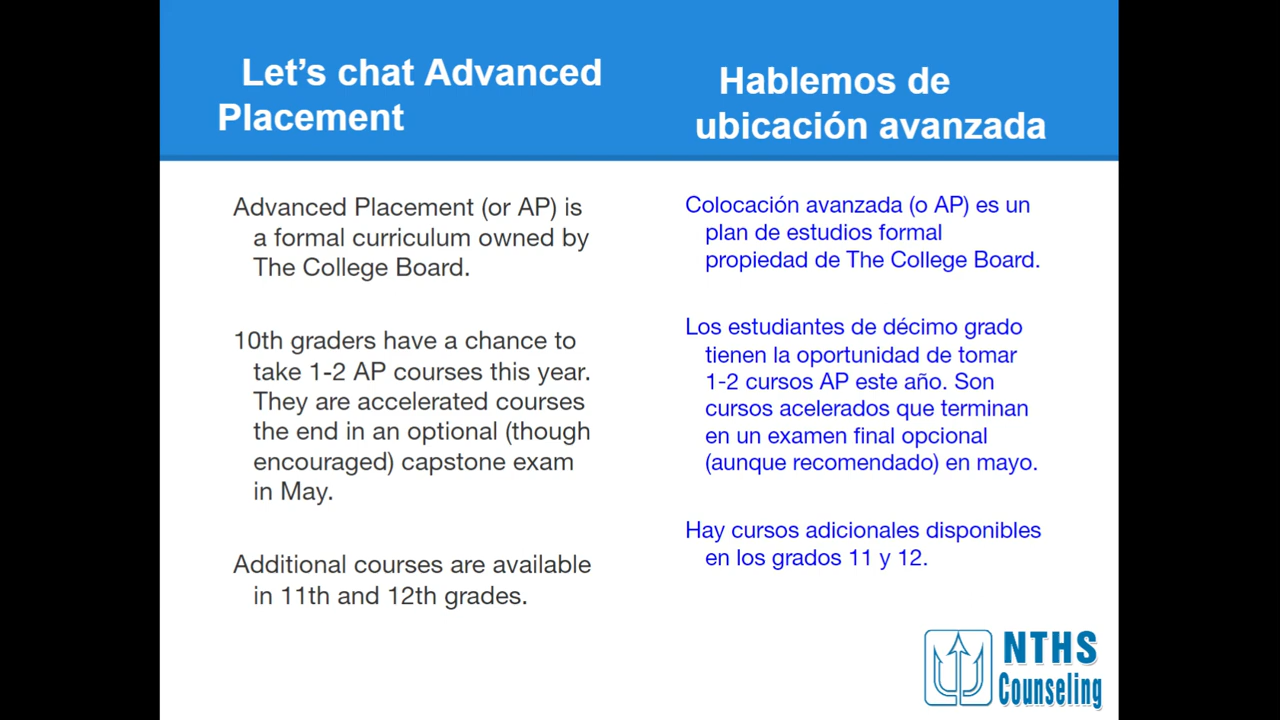 Let's chat Advanced
Placement
Advanced Placement (or AP) is
a formal curriculum owned by
The College Board.
10th graders have a chance to
take 1-2 AP courses this year.
They are accelerated courses
the end in an optional (though
encouraged) capstone exam
in May.
Additional courses are available
in 11th and 12th grades.
Hablemos de
ubicación avanzada
Colocación avanzada (o AP) es un
plan de estudios formal
propiedad de The College Board.
Los estudiantes de décimo grado
tienen la oportunidad de tomar
1-2 cursos AP este año. Son
cursos acelerados que terminan
en un examen final opcional
(aunque recomendado) en mayo.
Hay cursos adicionales disponibles
en los grados 11 y 12.
NTHS
Counseling